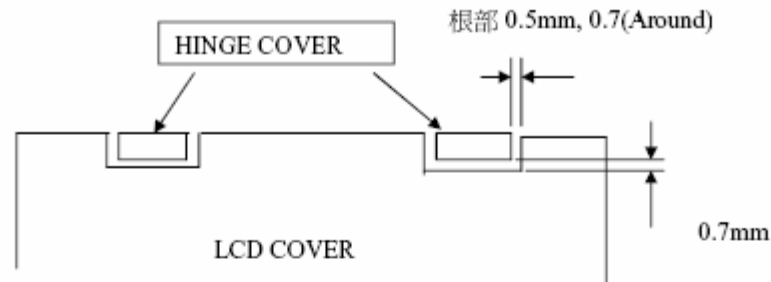 根部 0.5mm, 0.7(Around)
HINGE COVER
0.7mm
LCD COVER